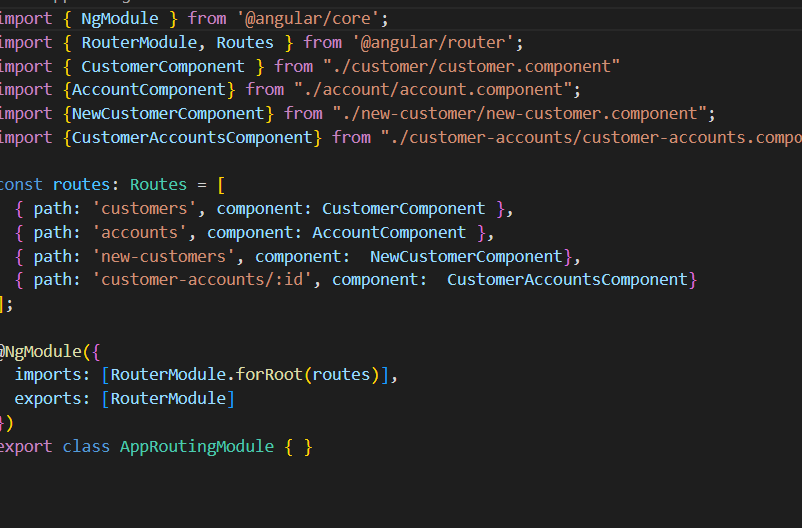 import { NgModule } from '@angular/core';
import { RouterModule, Routes } from '@angular/router';
import { CustomerComponent } from "./customer/customer.component"
import {AccountComponent} from "./account/account.component";
import {NewCustomerComponent} from "./new-customer/new-customer.component";
import {CustomerAccountsComponent} from "./customer-accounts/customer-accounts.compo
const routes: Routes = [
{ path: 'customers', component: CustomerComponent },
{ path: 'accounts', component: AccountComponent },
{ path: 'new-customers', component:  NewCustomerComponent},
{ path: 'customer-accounts/:id', component:  CustomerAccountsComponent}
];
@NgModule({
imports: [RouterModule.forRoot(routes)],
exports: [RouterModule]
})
export class AppRoutingModule { }